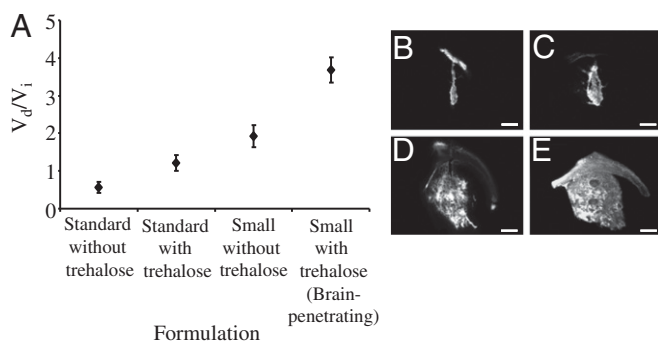 A
5
4
3
2
1
0
V_d/V_i
Standard without trehalose
Standard with trehalose
Small without trehalose
Small with trehalose (Brain-penetrating)
Formulation
B
C
D
E